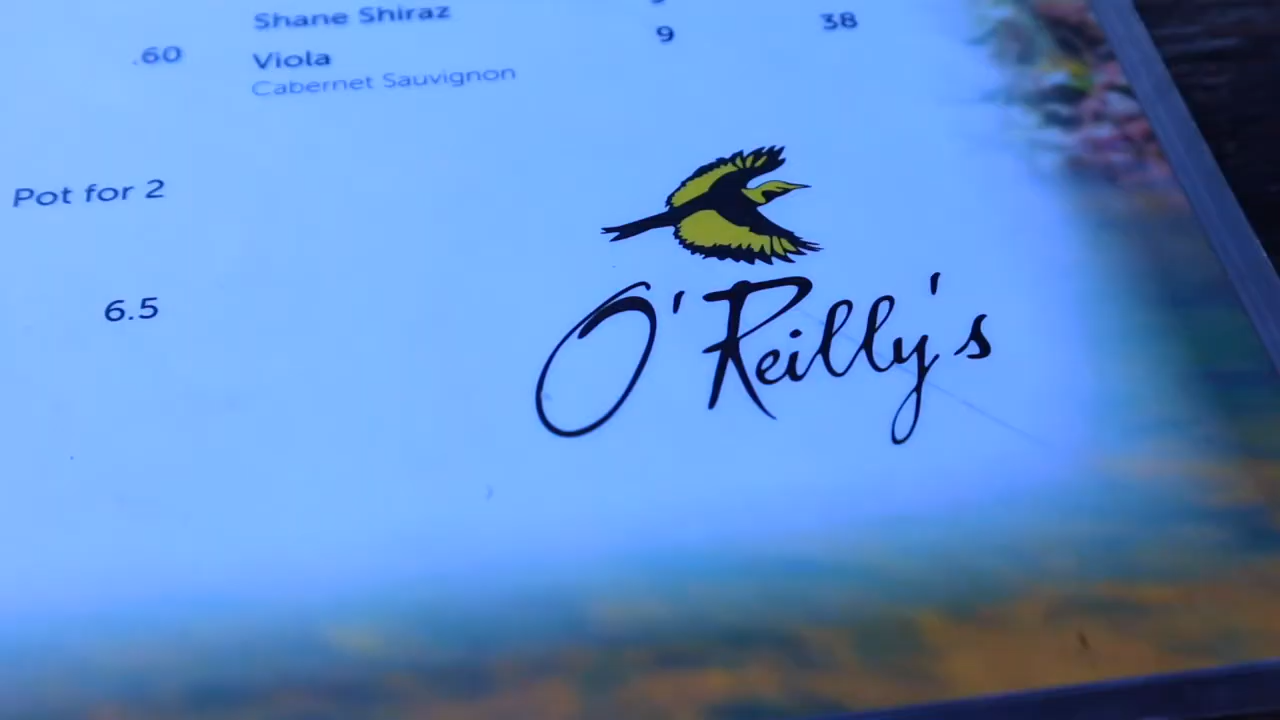 Shane Shiraz
9 38
.60 Viola
Cabernet Sauvignon
Pot for 2
6.5
O'Reilly's